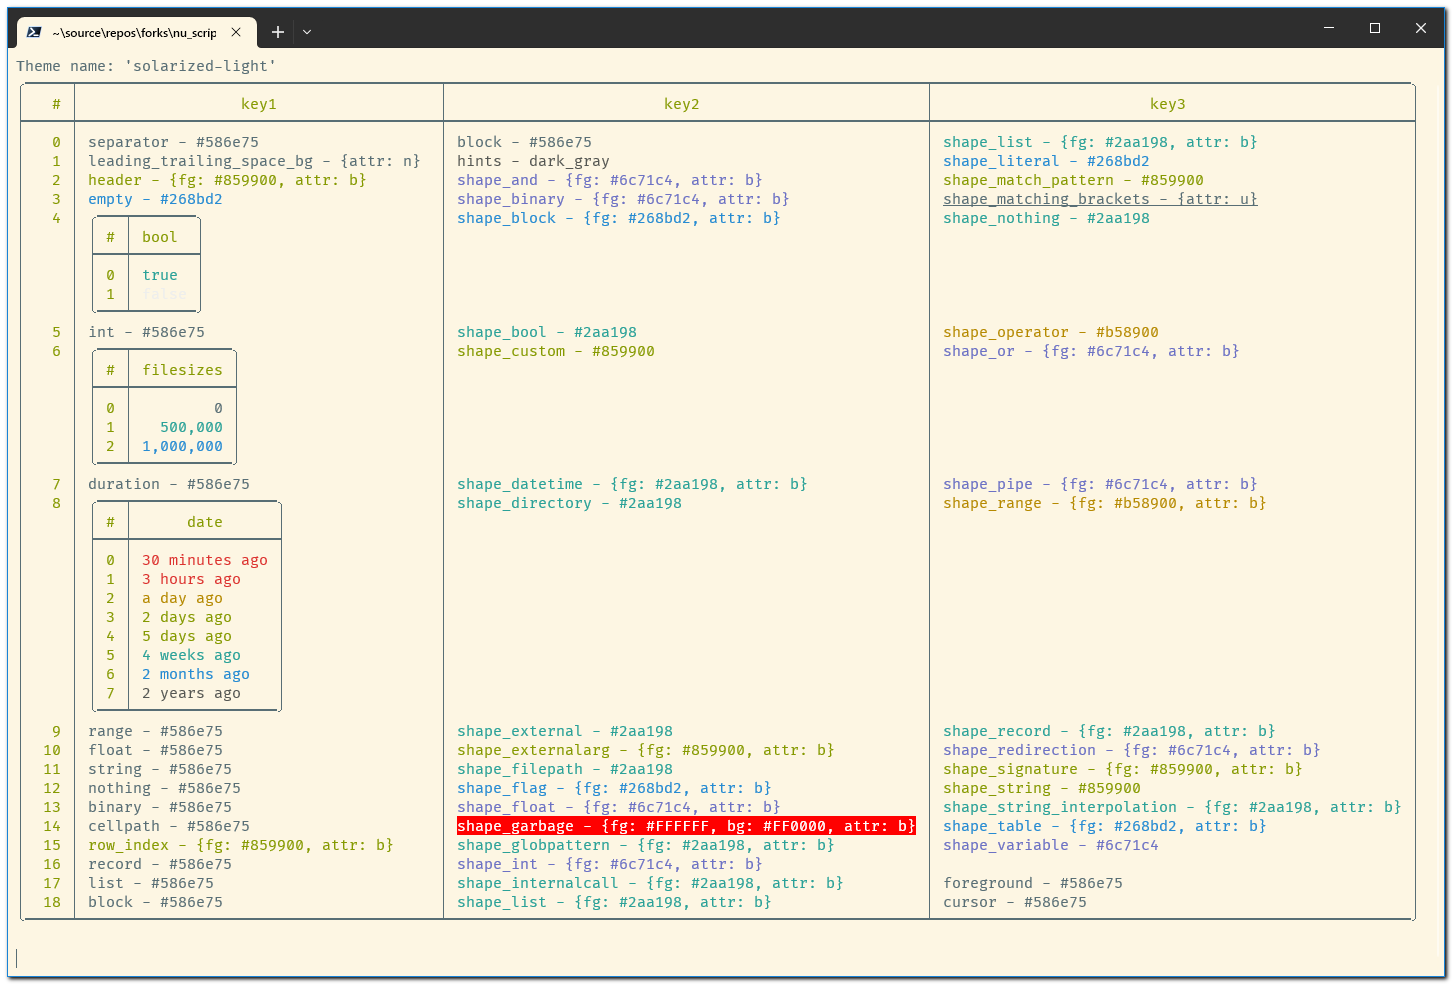 ~\source\repos\forks\nu_scrip
Theme name: 'solarized-light'
# key1 key2 key3
0 separator - #586e75 block - #586e75 shape_list - {fg: #2aa198, attr: b}
1 leading_trailing_space_bg - {attr: n} hints - dark_gray shape_literal - #268bd2
2 header - {fg: #859900, attr: b} shape_and - {fg: #6c71c4, attr: b} shape_match_pattern - #859900
3 empty - #268bd2 shape_binary - {fg: #6c71c4, attr: b} shape_matching_brackets - {attr: u}
4 shape_block - {fg: #268bd2, attr: b} shape_nothing - #2aa198
# bool
0 true
1 false
5 int - #586e75 shape_bool - #2aa198 shape_operator - #b58900
6 shape_custom - #859900 shape_or - {fg: #6c71c4, attr: b}
# filesizes
0 0
1 500,000
2 1,000,000
7 duration - #586e75 shape_datetime - {fg: #2aa198, attr: b} shape_pipe - {fg: #6c71c4, attr: b}
8 shape_directory - #2aa198 shape_range - {fg: #b58900, attr: b}
# date
0 30 minutes ago
1 3 hours ago
2 a day ago
3 2 days ago
4 5 days ago
5 4 weeks ago
6 2 months ago
7 2 years ago
9 range - #586e75 shape_external - #2aa198 shape_record - {fg: #2aa198, attr: b}
10 float - #586e75 shape_externalarg - {fg: #859900, attr: b} shape_redirection - {fg: #6c71c4, attr: b}
11 string - #586e75 shape_filepath - #2aa198 shape_signature - {fg: #859900, attr: b}
12 nothing - #586e75 shape_flag - {fg: #268bd2, attr: b} shape_string - #859900
13 binary - #586e75 shape_float - {fg: #6c71c4, attr: b} shape_string_interpolation - {fg: #2aa198, attr: b}
14 cellpath - #586e75 shape_garbage - {fg: #FFFFFF, bg: #FF0000, attr: b} shape_table - {fg: #268bd2, attr: b}
15 row_index - {fg: #859900, attr: b} shape_globpattern - {fg: #2aa198, attr: b} shape_variable - #6c71c4
16 record - #586e75 shape_int - {fg: #6c71c4, attr: b}
17 list - #586e75 shape_internalcall - {fg: #2aa198, attr: b} foreground - #586e75
18 block - #586e75 shape_list - {fg: #2aa198, attr: b} cursor - #586e75